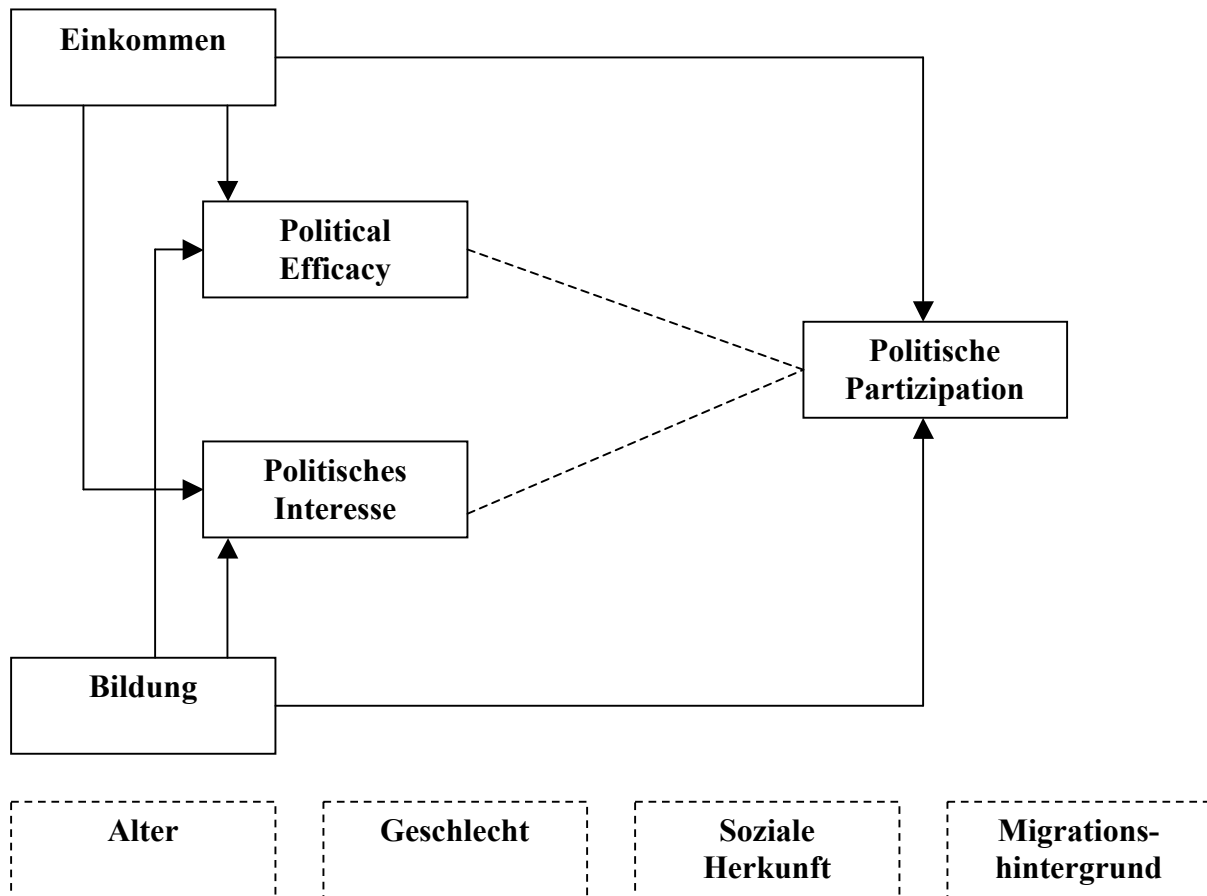 Einkommen
Political
Efficacy
Politische
Partizipation
Politisches
Interesse
Bildung
Alter
Geschlecht
Soziale
Herkunft
Migrations-
hintergrund